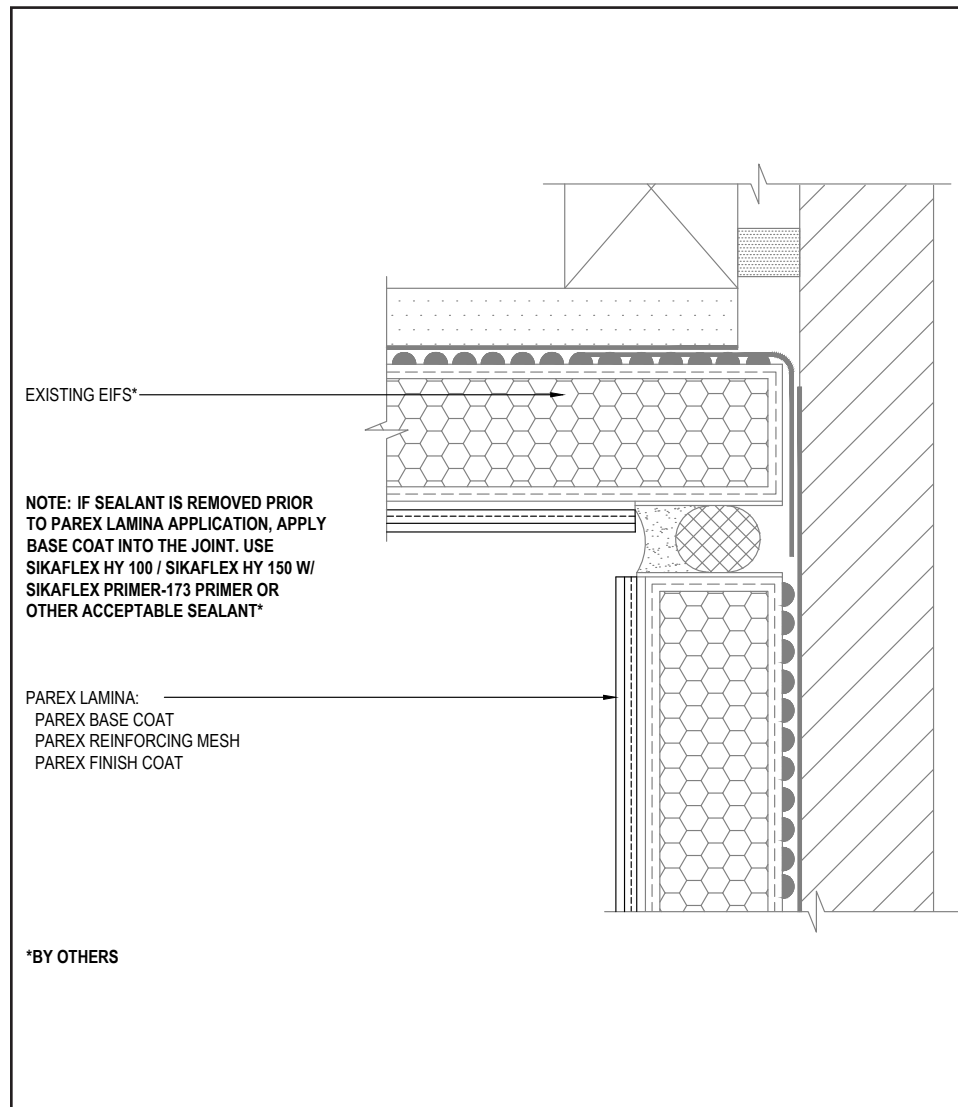 EXISTING EIFS*
NOTE: IF SEALANT IS REMOVED PRIOR
TO PAREX LAMINA APPLICATION, APPLY
BASE COAT INTO THE JOINT. USE
SIKAFLEX HY 100 / SIKAFLEX HY 150 W/
SIKAFLEX PRIMER-173 PRIMER OR
OTHER ACCEPTABLE SEALANT*
PAREX LAMINA:
PAREX BASE COAT
PAREX REINFORCING MESH
PAREX FINISH COAT
*BY OTHERS